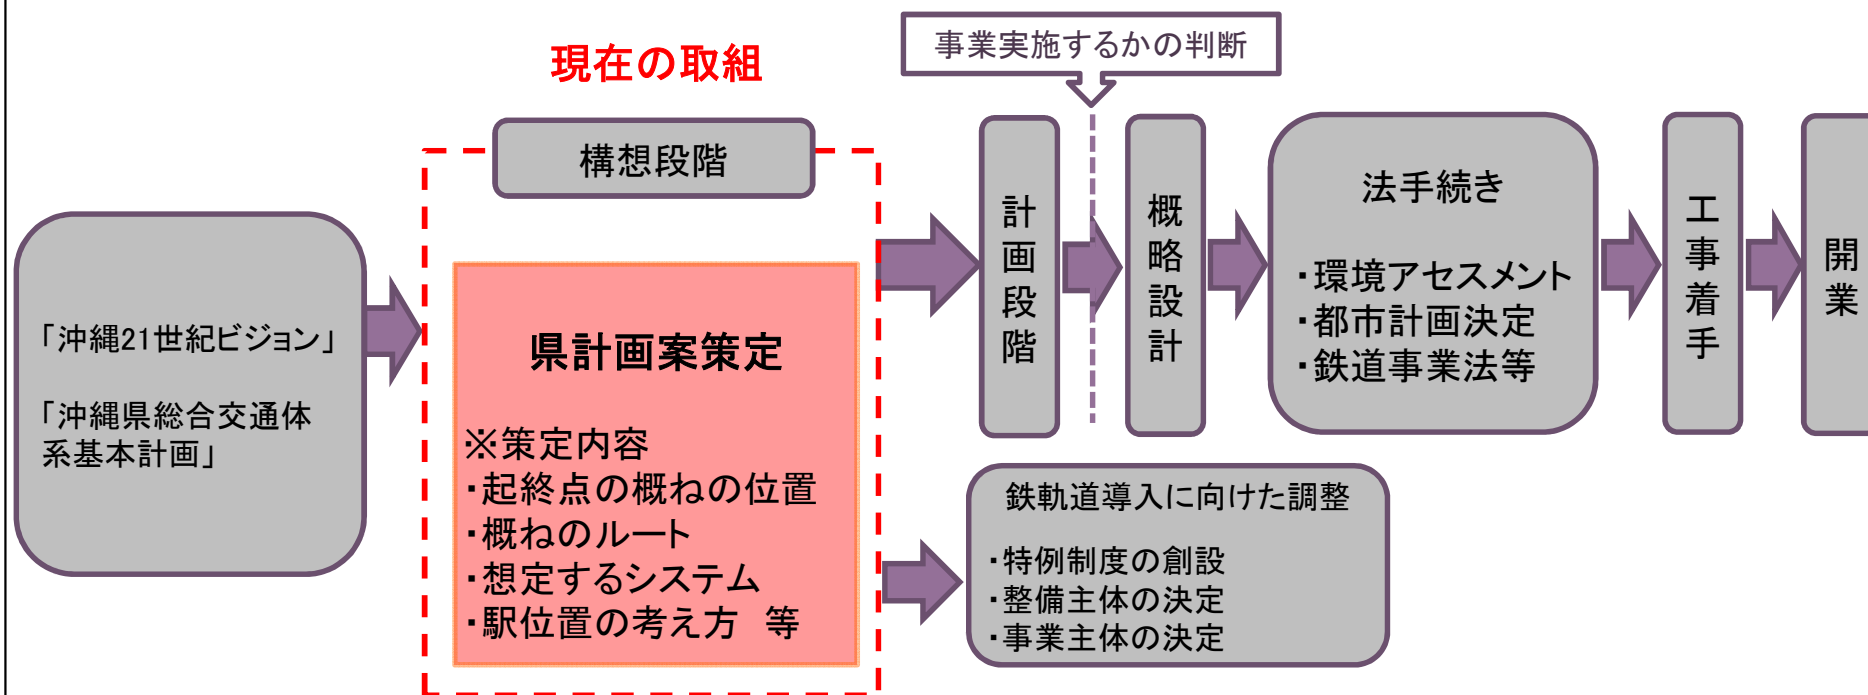 現在の取組
事業実施するかの判断
構想段階
「沖縄21世紀ビジョン」
「沖縄県総合交通体
系基本計画」
県計画案策定
※策定内容
・起終点の概ねの位置
・概ねのルート
・想定するシステム
・駅位置の考え方　等
計画段階
概略設計
法手続き
・環境アセスメント
・都市計画決定
・鉄道事業法等
工事着手
開業
鉄軌道導入に向けた調整
・特例制度の創設
・整備主体の決定
・事業主体の決定